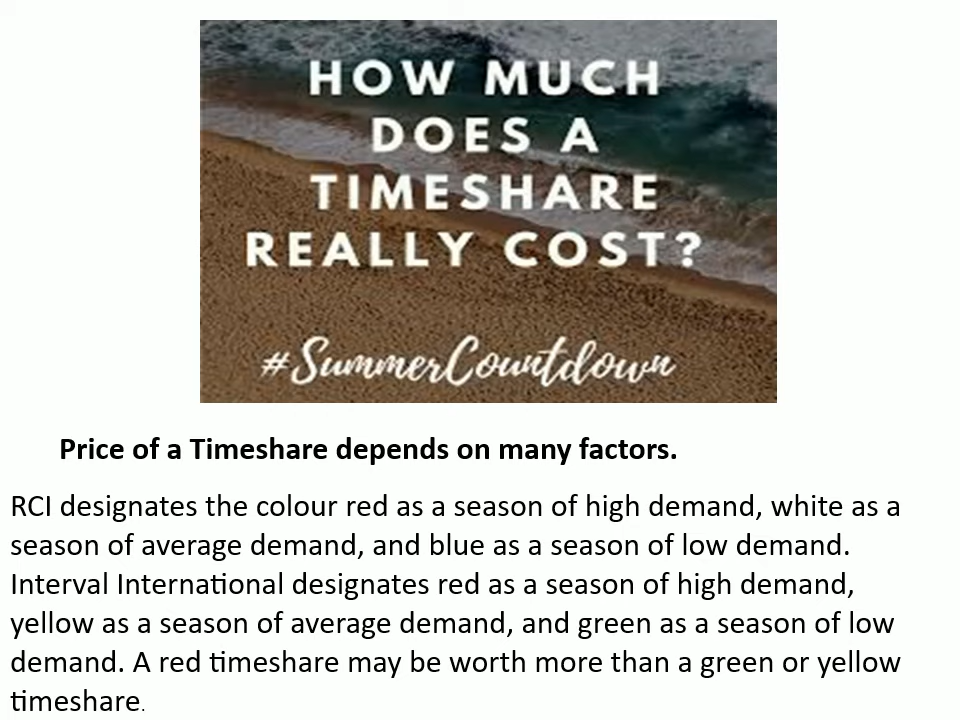 HOW MUCH
DOES A
TIMESHARE
REALLY COST?
#SummerCountdown
Price of a Timeshare depends on many factors.
RCI designates the colour red as a season of high demand, white as a
season of average demand, and blue as a season of low demand.
Interval International designates red as a season of high demand,
yellow as a season of average demand, and green as a season of low
demand. A red timeshare may be worth more than a green or yellow
timeshare.